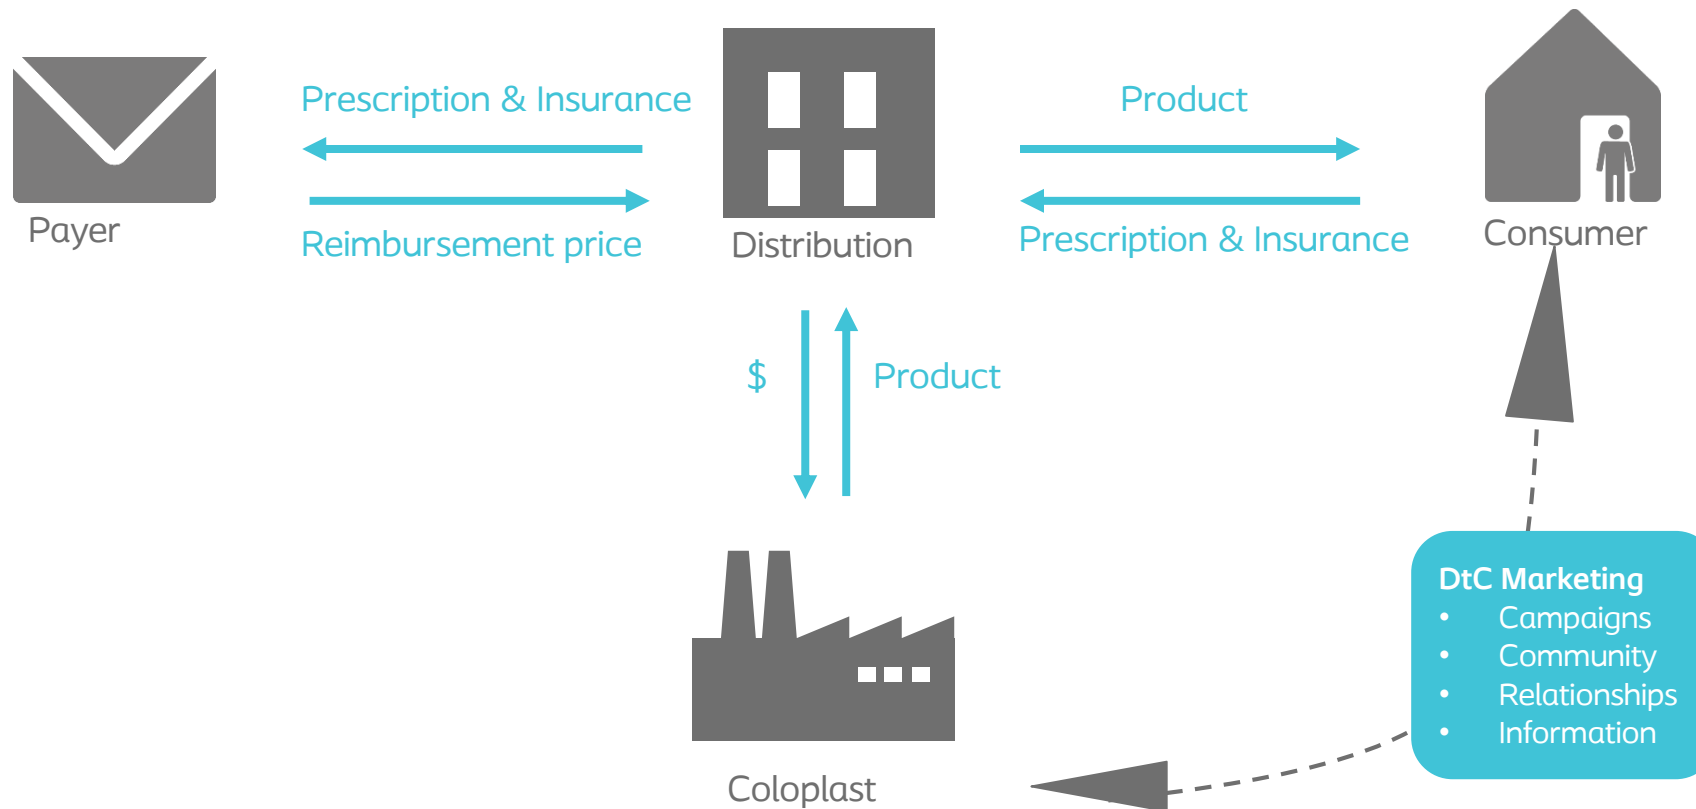 Prescription & Insurance
Product
Payer
Reimbursement price
Distribution
Prescription & Insurance
Consumer
$
Product
DtC Marketing
• Campaigns
• Community
• Relationships
• Information
Coloplast